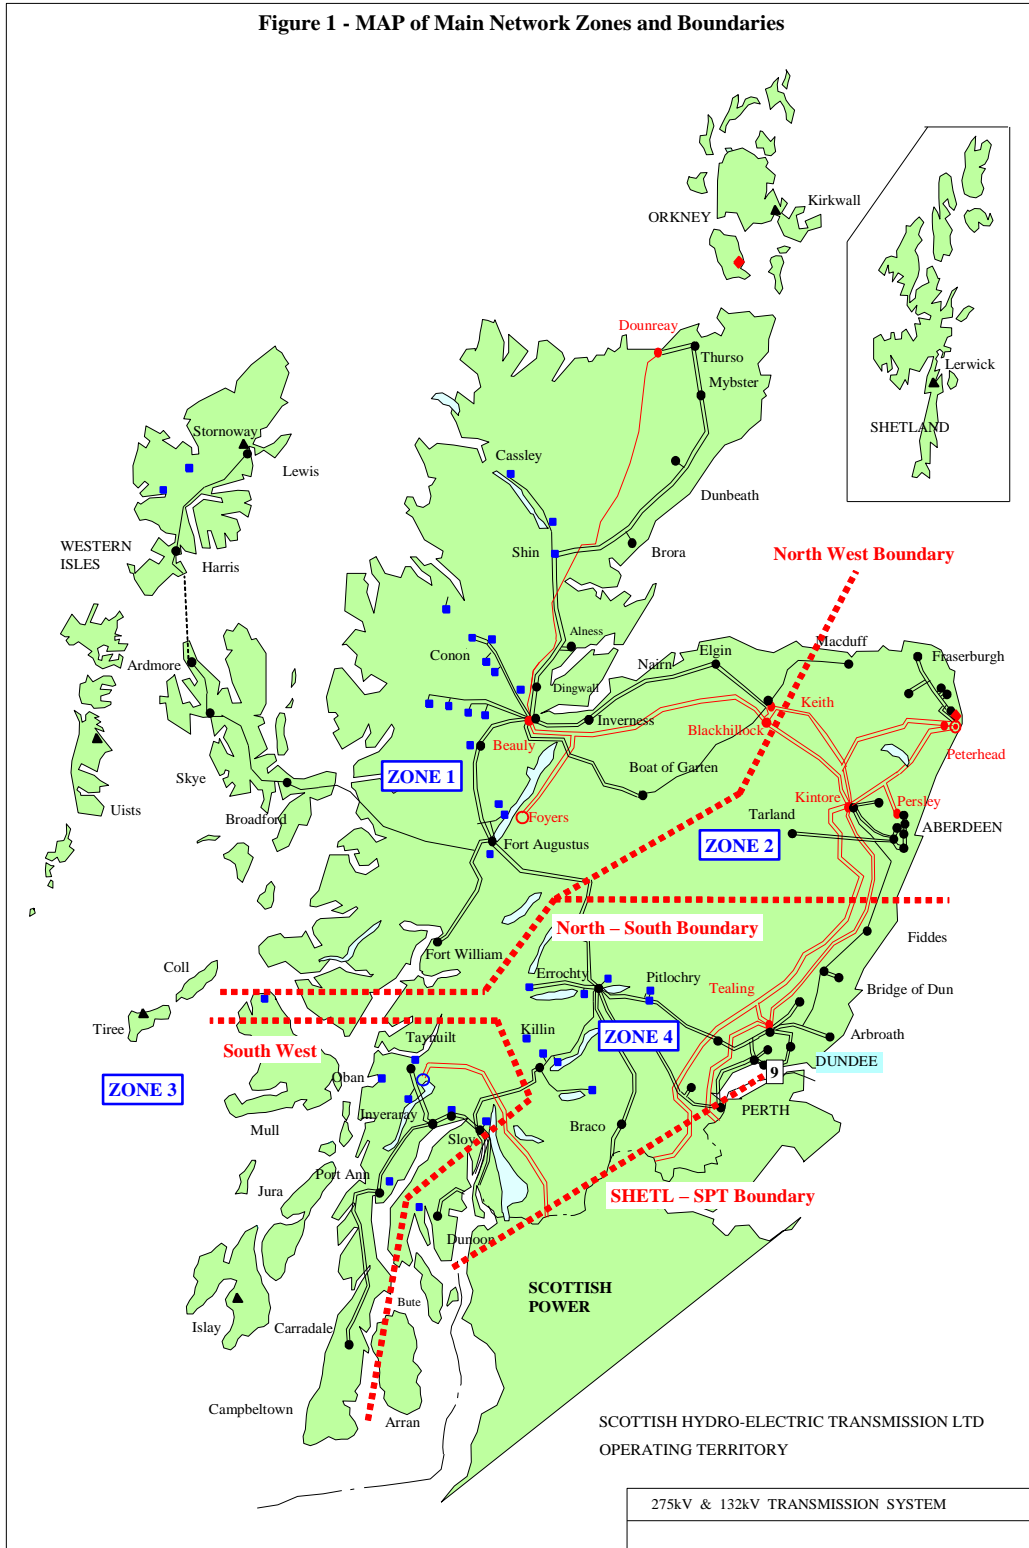 Figure 1 - MAP of Main Network Zones and Boundaries
Kirkwall
ORKNEY
Dounreay
Thurso
Lerwick
Mybster
SHETLAND
Stornoway
Cassley
Lewis
Dunbeath
WESTERN
ISLES
Harris
Shin
Brora
North West Boundary
Alness
Macduff
Conon
Elgin
Fraserburgh
Ardmore
Nairn
Dingwall
Keith
Inverness
Blackhillock
Beauly
Peterhead
Skye
ZONE 1
Boat of Garten
Uists
Broadford
Foyers
Kintore
Persley
Tarland
ABERDEEN
Fort Augustus
ZONE 2
North – South Boundary
Fiddes
Fort William
Coll
Errochty
Pitlochry
Bridge of Dun
Tealing
Tiree
Taynuilt
Killin
ZONE 4
Arbroath
South West
DUNDEE
Oban
9
ZONE 3
Inveraray
PERTH
Mull
Sloy
Braco
Port Ann
Jura
SHETL – SPT Boundary
Dunoon
SCOTTISH
POWER
Bute
Islay
Carradale
Campbeltown
Arran
SCOTTISH HYDRO-ELECTRIC TRANSMISSION LTD
OPERATING TERRITORY
275kV & 132kV TRANSMISSION SYSTEM